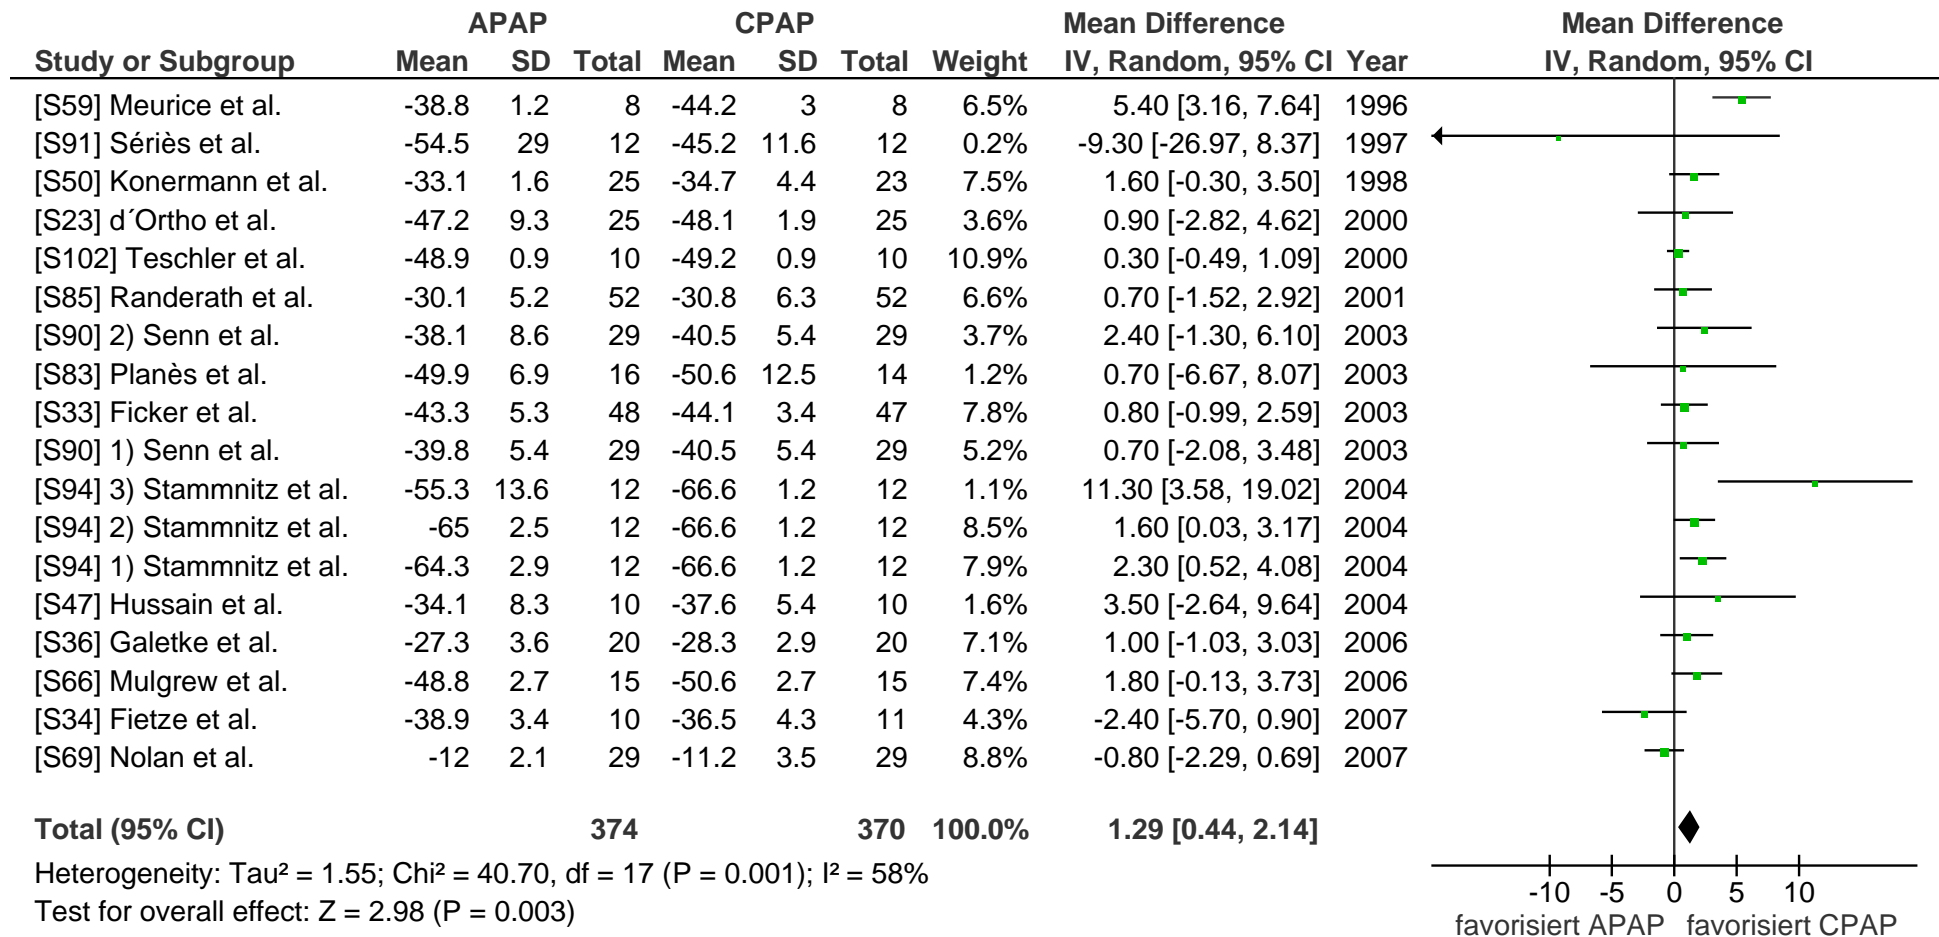 APAP CPAP Mean Difference Mean Difference
Study or Subgroup Mean SD Total Mean SD Total Weight IV, Random, 95% CI Year IV, Random, 95% CI
[S59] Meurice et al. -38.8 1.2 8 -44.2 3 8 6.5% 5.40 [3.16, 7.64] 1996
[S91] Sériès et al. -54.5 29 12 -45.2 11.6 12 0.2% -9.30 [-26.97, 8.37] 1997
[S50] Konermann et al. -33.1 1.6 25 -34.7 4.4 23 7.5% 1.60 [-0.30, 3.50] 1998
[S23] d´Ortho et al. -47.2 9.3 25 -48.1 1.9 25 3.6% 0.90 [-2.82, 4.62] 2000
[S102] Teschler et al. -48.9 0.9 10 -49.2 0.9 10 10.9% 0.30 [-0.49, 1.09] 2000
[S85] Randerath et al. -30.1 5.2 52 -30.8 6.3 52 6.6% 0.70 [-1.52, 2.92] 2001
[S90] 2) Senn et al. -38.1 8.6 29 -40.5 5.4 29 3.7% 2.40 [-1.30, 6.10] 2003
[S83] Planès et al. -49.9 6.9 16 -50.6 12.5 14 1.2% 0.70 [-6.67, 8.07] 2003
[S33] Ficker et al. -43.3 5.3 48 -44.1 3.4 47 7.8% 0.80 [-0.99, 2.59] 2003
[S90] 1) Senn et al. -39.8 5.4 29 -40.5 5.4 29 5.2% 0.70 [-2.08, 3.48] 2003
[S94] 3) Stammnitz et al. -55.3 13.6 12 -66.6 1.2 12 1.1% 11.30 [3.58, 19.02] 2004
[S94] 2) Stammnitz et al. -65 2.5 12 -66.6 1.2 12 8.5% 1.60 [0.03, 3.17] 2004
[S94] 1) Stammnitz et al. -64.3 2.9 12 -66.6 1.2 12 7.9% 2.30 [0.52, 4.08] 2004
[S47] Hussain et al. -34.1 8.3 10 -37.6 5.4 10 1.6% 3.50 [-2.64, 9.64] 2004
[S36] Galetke et al. -27.3 3.6 20 -28.3 2.9 20 7.1% 1.00 [-1.03, 3.03] 2006
[S66] Mulgrew et al. -48.8 2.7 15 -50.6 2.7 15 7.4% 1.80 [-0.13, 3.73] 2006
[S34] Fietze et al. -38.9 3.4 10 -36.5 4.3 11 4.3% -2.40 [-5.70, 0.90] 2007
[S69] Nolan et al. -12 2.1 29 -11.2 3.5 29 8.8% -0.80 [-2.29, 0.69] 2007
Total (95% CI) 374 370 100.0% 1.29 [0.44, 2.14]
Heterogeneity: Tau² = 1.55; Chi² = 40.70, df = 17 (P = 0.001); I² = 58%
Test for overall effect: Z = 2.98 (P = 0.003)
-10 -5 0 5 10
favorisiert APAP favorisiert CPAP